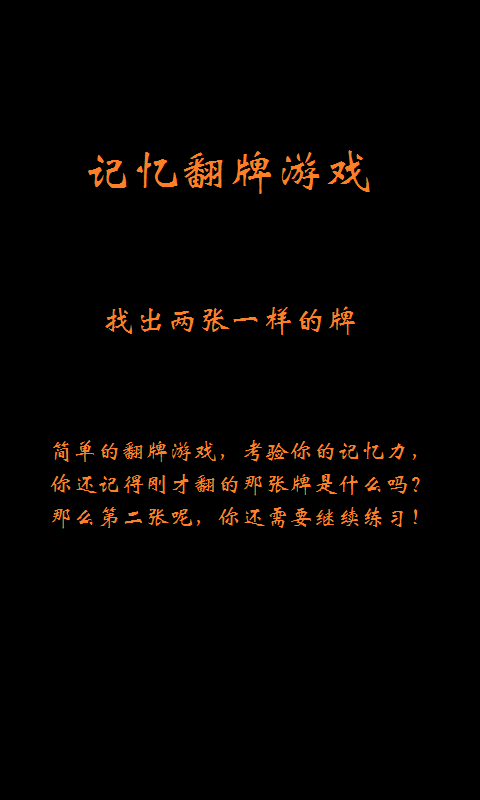 记忆翻牌游戏
找出两张一样的牌
简单的翻牌游戏，考验你的记忆力，
你还记得刚才翻的那张牌是什么吗？
那么第二张呢，你还需要继续练习！